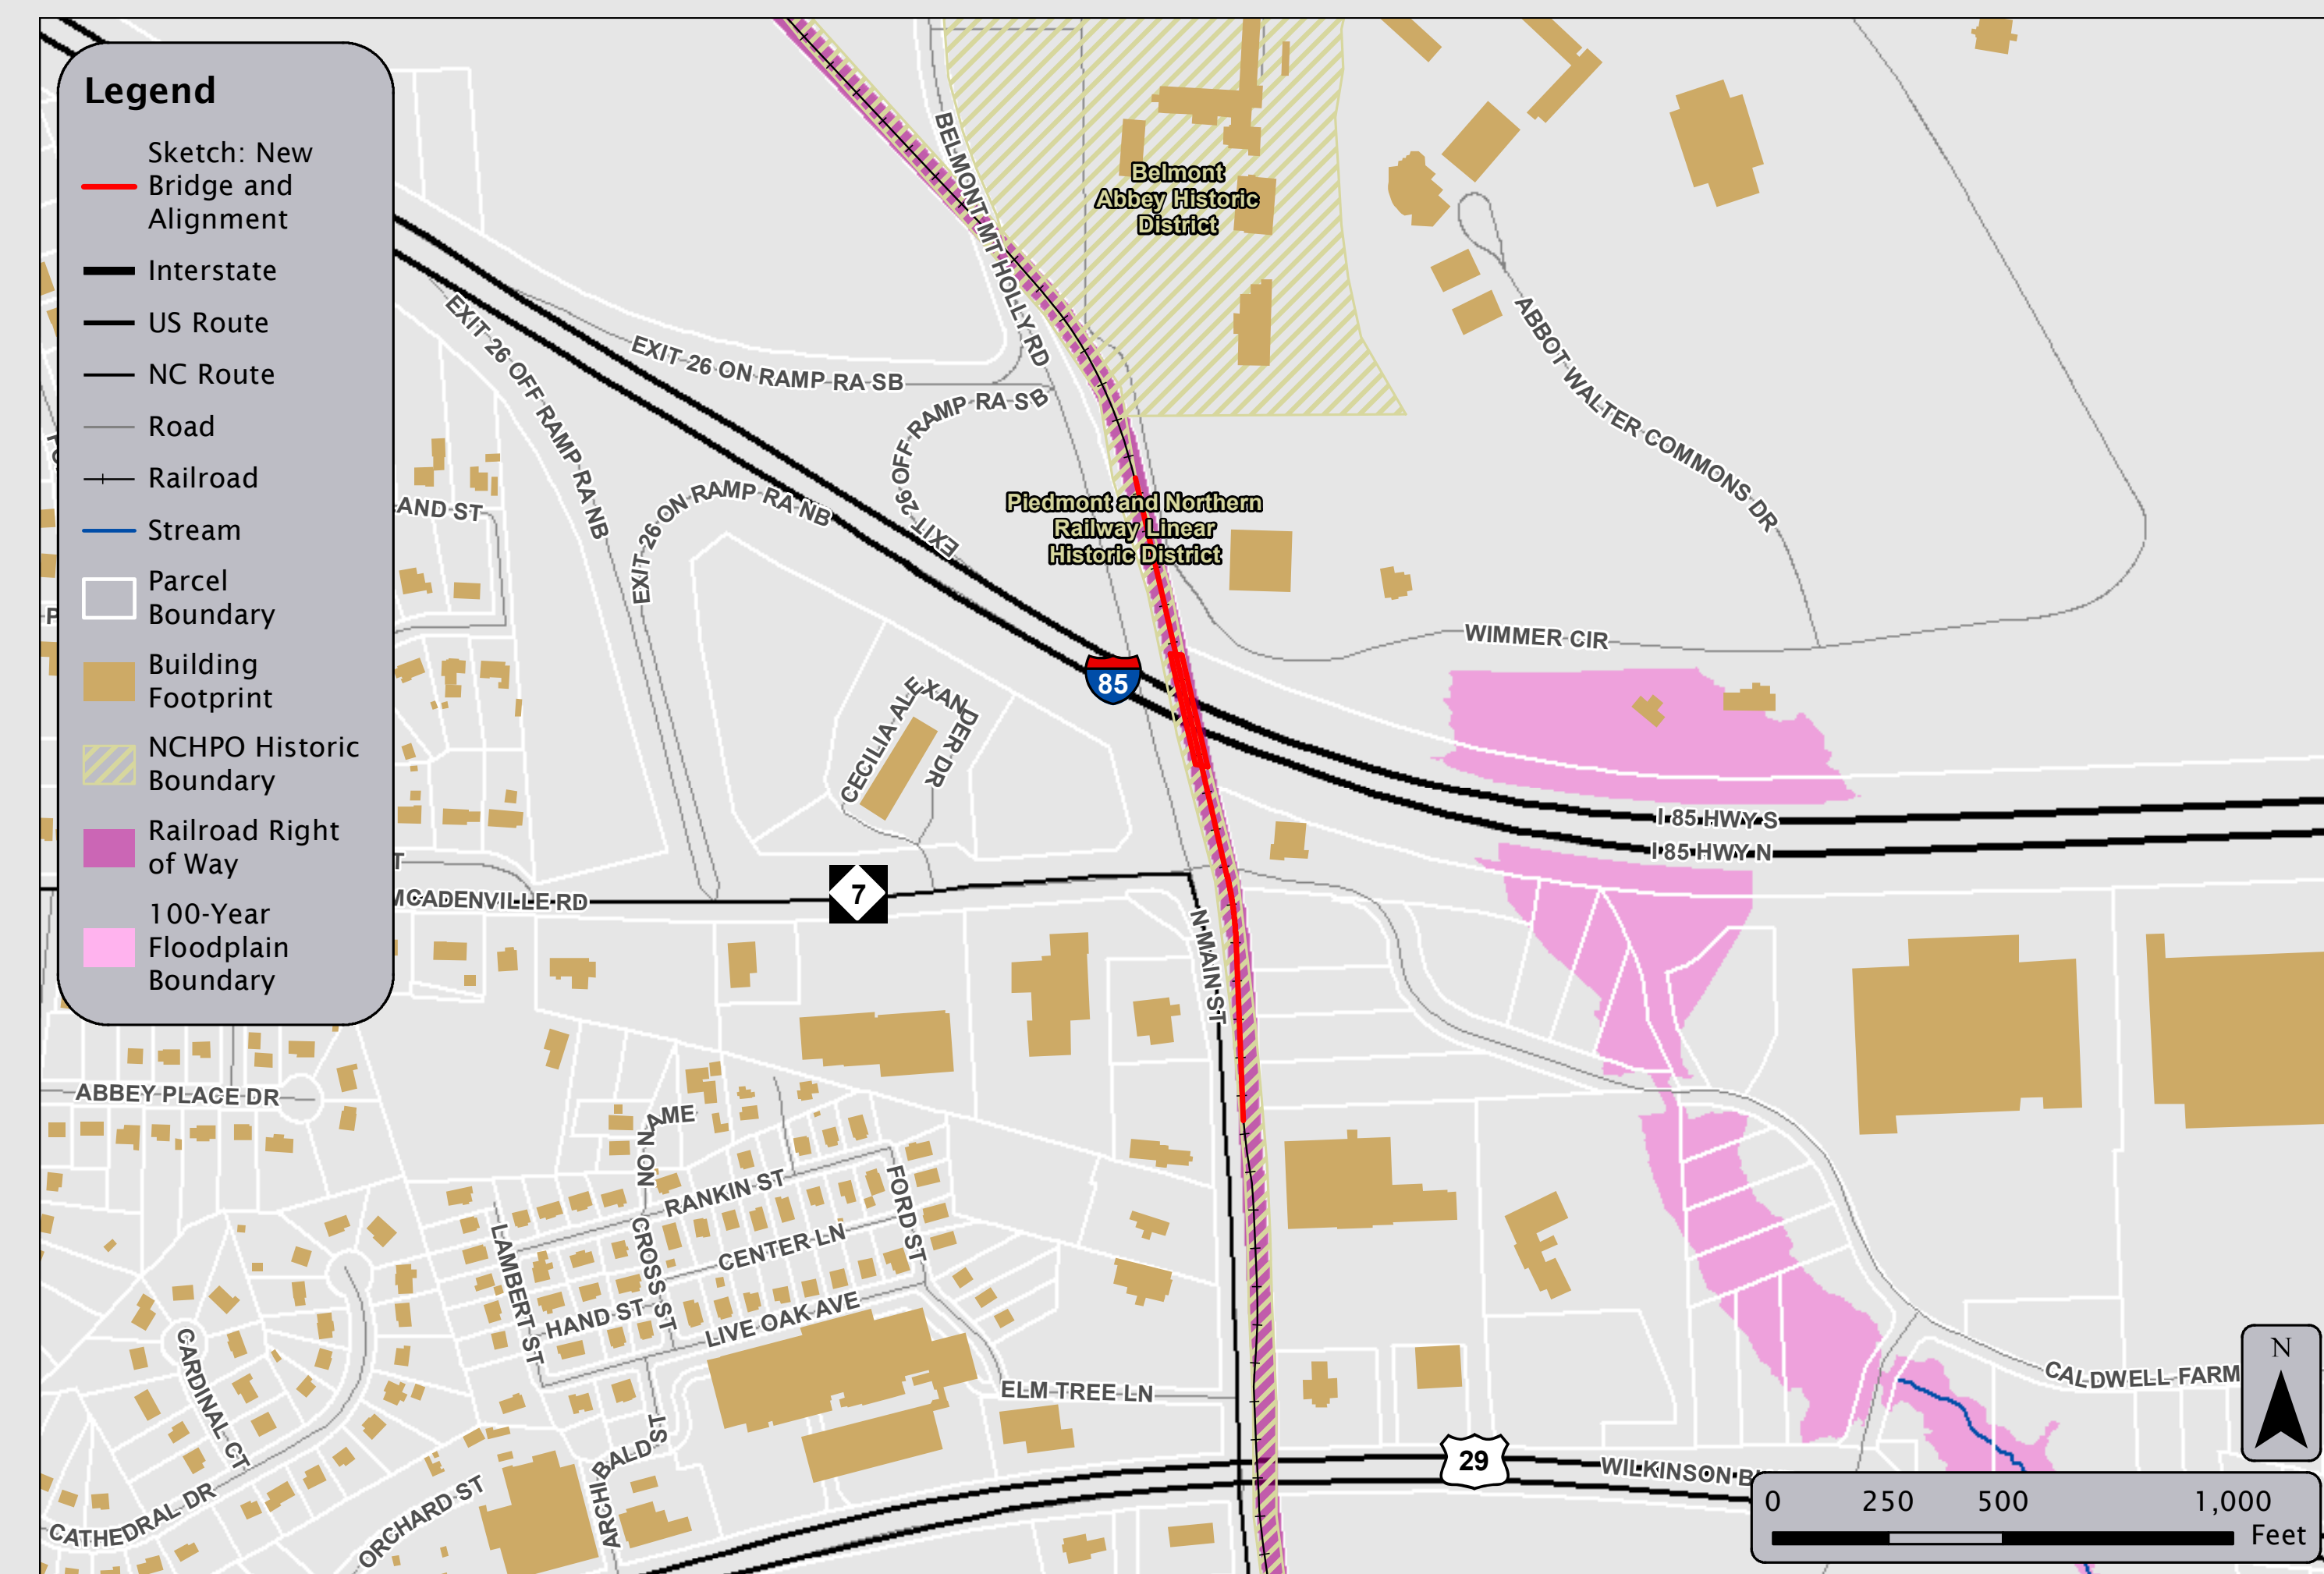 Legend
Sketch: New
Bridge and
Alignment
Interstate
US Route
NC Route
Road
Railroad
Stream
Parcel
Boundary
Building
Footprint
NCHPO Historic
Boundary
Railroad Right
of Way
100-Year
Floodplain
Boundary
BELMONT MT HOLLY RD
Belmont
Abbey Historic
District
EXIT 26 OFF RAMP RA NB
EXIT 26 ON RAMP RA SB
EXIT 26 OFF RAMP RA SB
EXIT 26 ON RAMP RA NB
ABBOT WALTER COMMONS DR
Piedmont and Northern
Railway Linear
Historic District
AND ST
WIMMER CIR
85
CECILIA ALEXANDER DR
I 85 HWY S
I 85 HWY N
MCADENVILLE RD
7
N MAIN ST
ABBEY PLACE DR
AME
N ON
RANKIN ST
FORD ST
LAMBERT ST
CROSS ST
CENTER LN
HAND ST
LIVE OAK AVE
CARDINAL CT
ELM TREE LN
CALDWELL FARM
N
ARCHIBALD ST
CATHEDRAL DR
ORCHARD ST
29
WILKINSON B
0 250 500 1,000
Feet